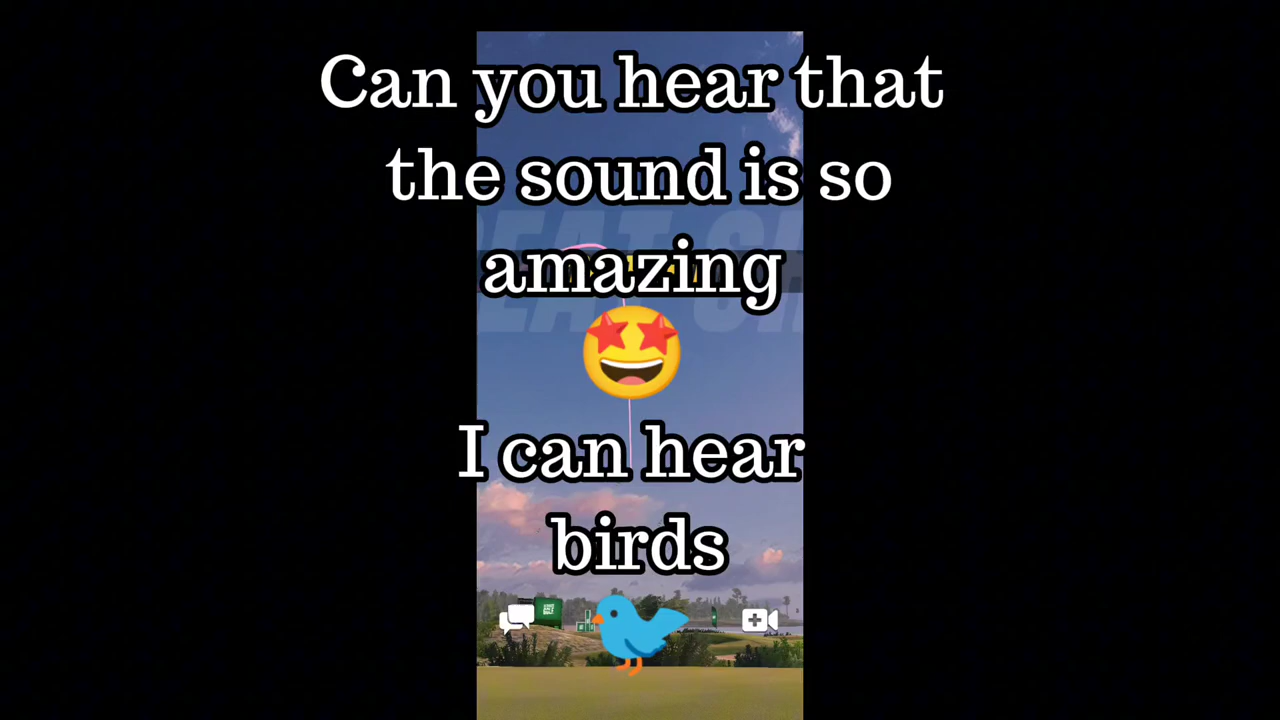 Can you hear that
the sound is so
amazing
I can hear
birds